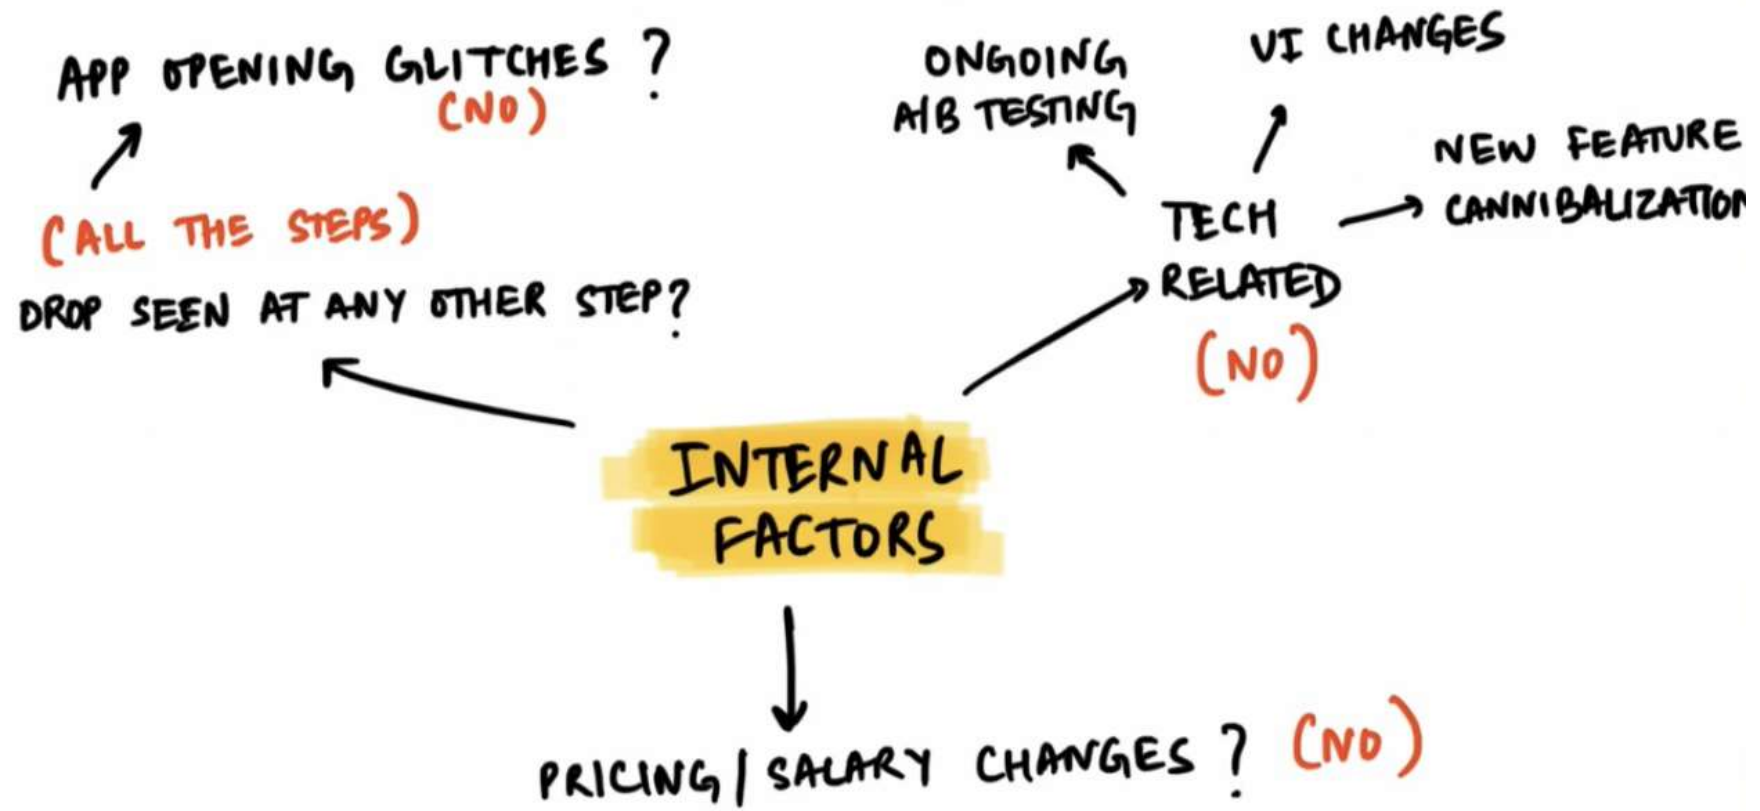 APP OPENING GLITCHES ?
(NO)
(ALL THE STEPS)
DROP SEEN AT ANY OTHER STEP?
ONGOING
A/B TESTING
UI CHANGES
NEW FEATURE
CANNIBALIZATION
TECH
RELATED
(NO)
INTERNAL
FACTORS
PRICING / SALARY CHANGES ? (NO)